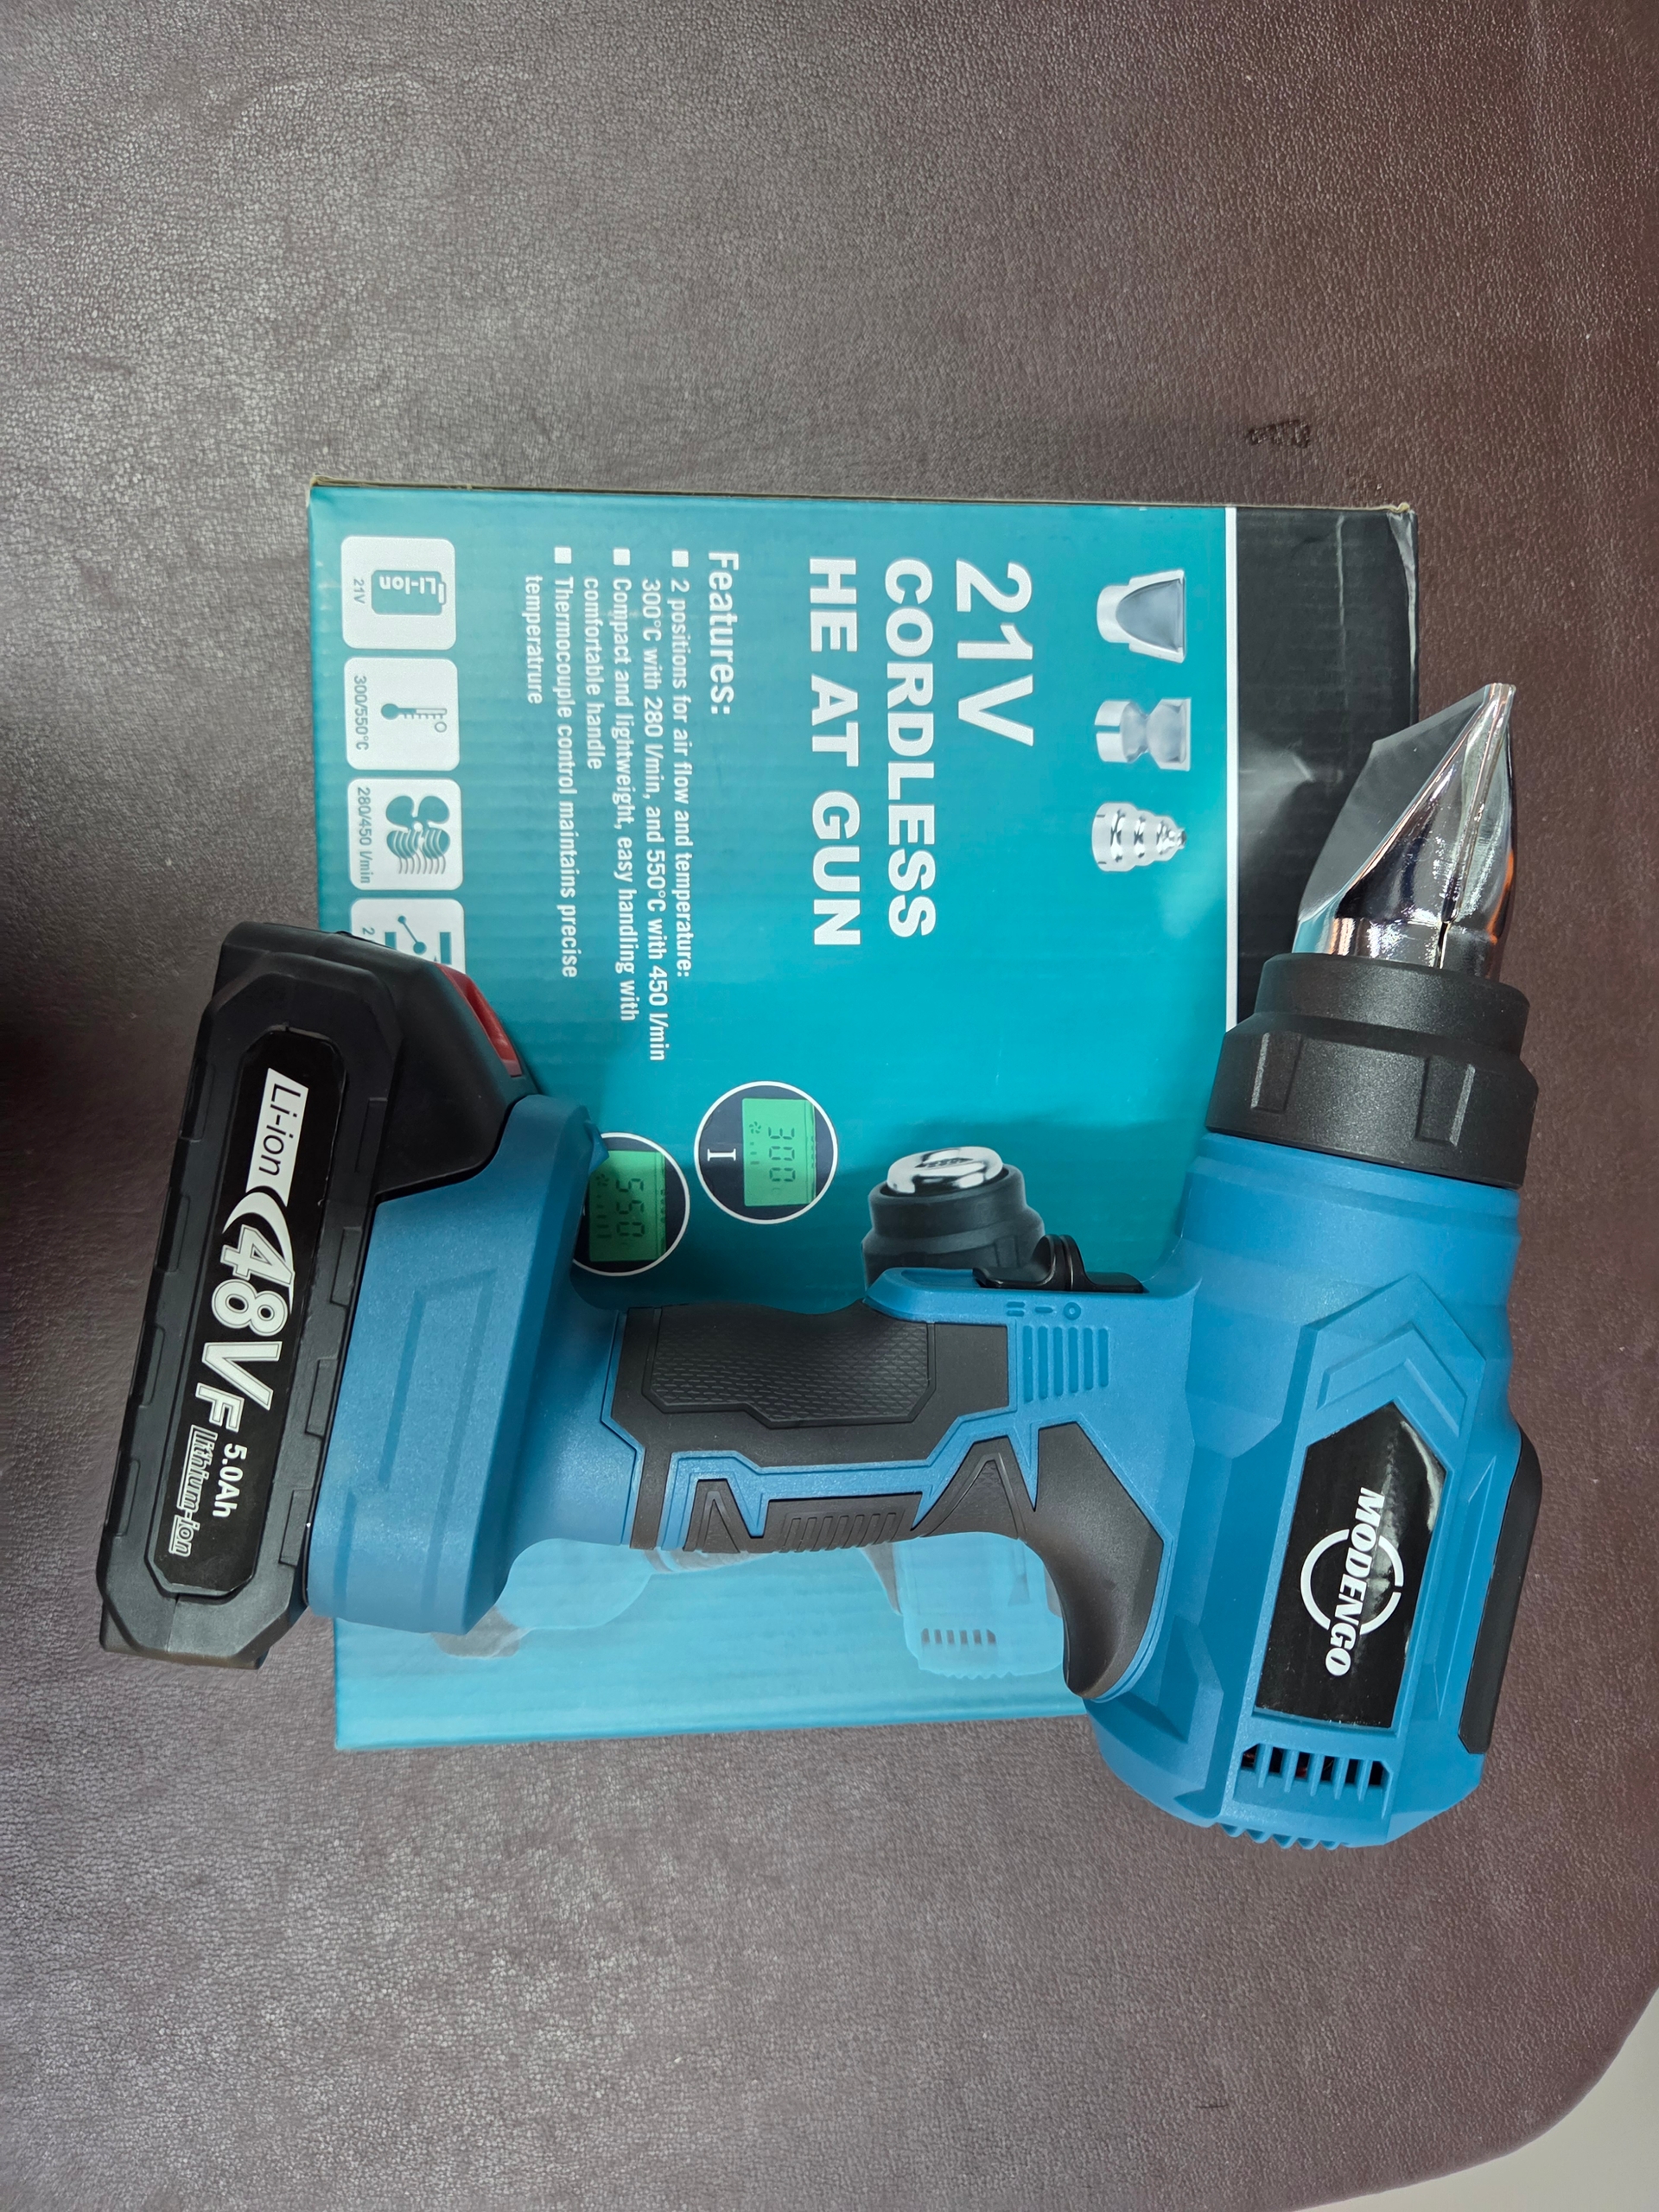 21V
CORDLESS
HE AT GUN
Features:
■ 2 positions for air flow and temperature:
300°C with 280 l/min, and 550°C with 450 l/min
■ Compact and lightweight, easy handling with
comfortable handle
■ Thermocouple control maintains precise
temperatrure
Li-ion
21V
300/550°C
280/450 l/min
2
300
I
550
MODENGO
Li-ion
48VF
5.0Ah
Lithium-ion